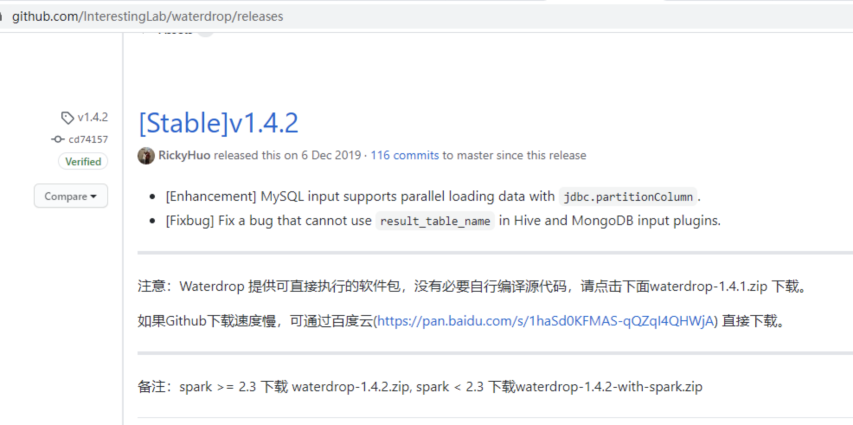 github.com/InterestingLab/waterdrop/releases
v1.4.2
cd74157
Verified
Compare
[Stable]v1.4.2
RickyHuo released this on 6 Dec 2019 · 116 commits to master since this release
[Enhancement] MySQL input supports parallel loading data with jdbc.partitionColumn.
[Fixbug] Fix a bug that cannot use result_table_name in Hive and MongoDB input plugins.
注意：Waterdrop 提供可直接执行的软件包，没有必要自行编译源代码，请点击下面waterdrop-1.4.1.zip 下载。
如果Github下载速度慢，可通过百度云(https://pan.baidu.com/s/1haSd0KFMAS-qQZqI4QHWjA) 直接下载。
备注：spark >= 2.3 下载 waterdrop-1.4.2.zip, spark < 2.3 下载waterdrop-1.4.2-with-spark.zip